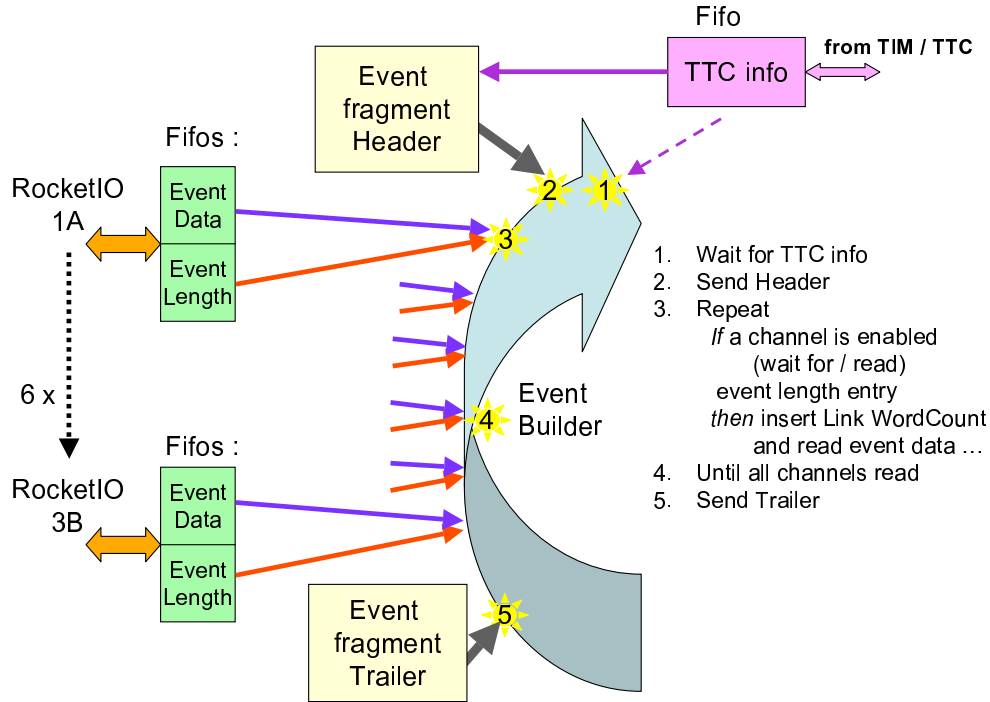 Fifo
from TIM / TTC
TTC info
Event
fragment
Header
Fifos :
RocketIO
1A
Event
Data
Event
Length
2
1
3
1. Wait for TTC info
2. Send Header
3. Repeat
If a channel is enabled
(wait for / read)
event length entry
then insert Link WordCount
and read event data ...
4. Until all channels read
5. Send Trailer
6 x
Event
Builder
4
Fifos :
RocketIO
3B
Event
Data
Event
Length
Event
fragment
Trailer
5